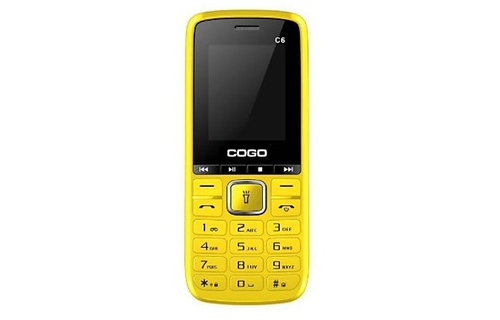 C6
COGO
1
2 ABC
3 DEF
4 GHI
5 JKL
6 MNO
7 PQRS
8 TUV
9 WXYZ
*+
0
#